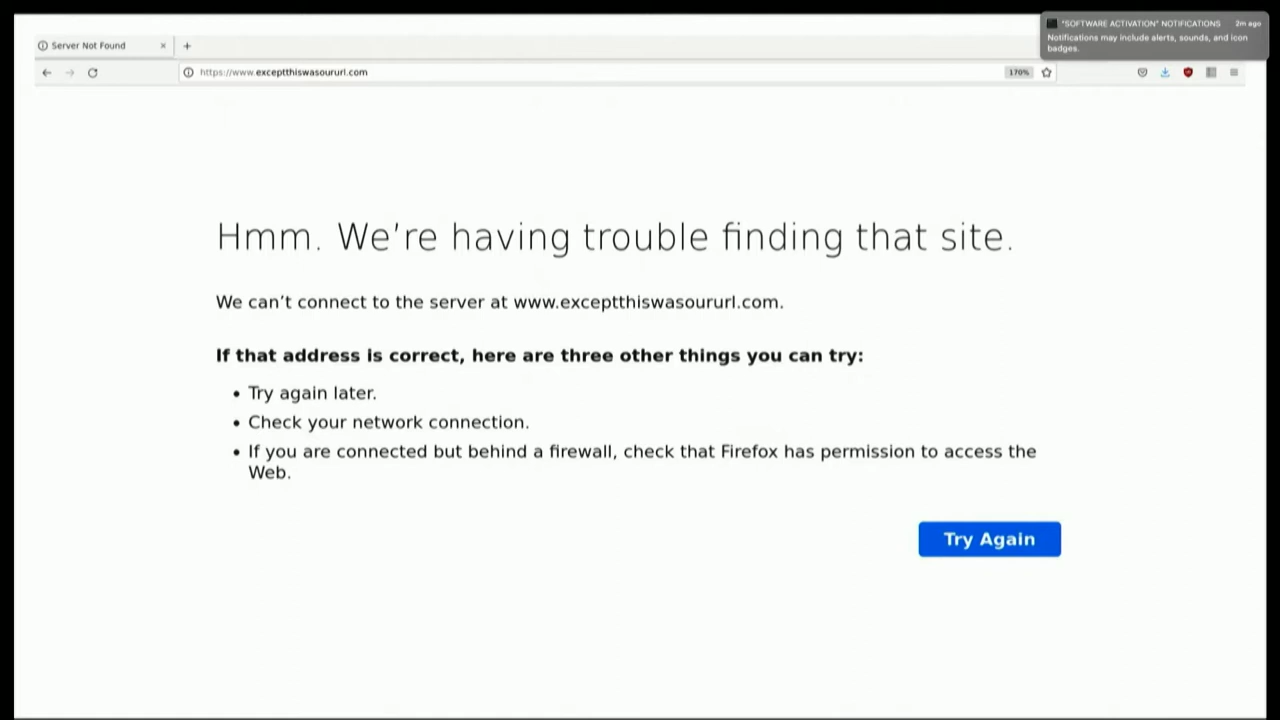 "SOFTWARE ACTIVATION" NOTIFICATIONS 2m ago
Notifications may include alerts, sounds, and icon
badges.
Server Not Found
https://www.exceptthiswasoururl.com
170%
Hmm. We're having trouble finding that site.
We can't connect to the server at www.exceptthiswasoururl.com.
If that address is correct, here are three other things you can try:
• Try again later.
• Check your network connection.
• If you are connected but behind a firewall, check that Firefox has permission to access the
Web.
Try Again